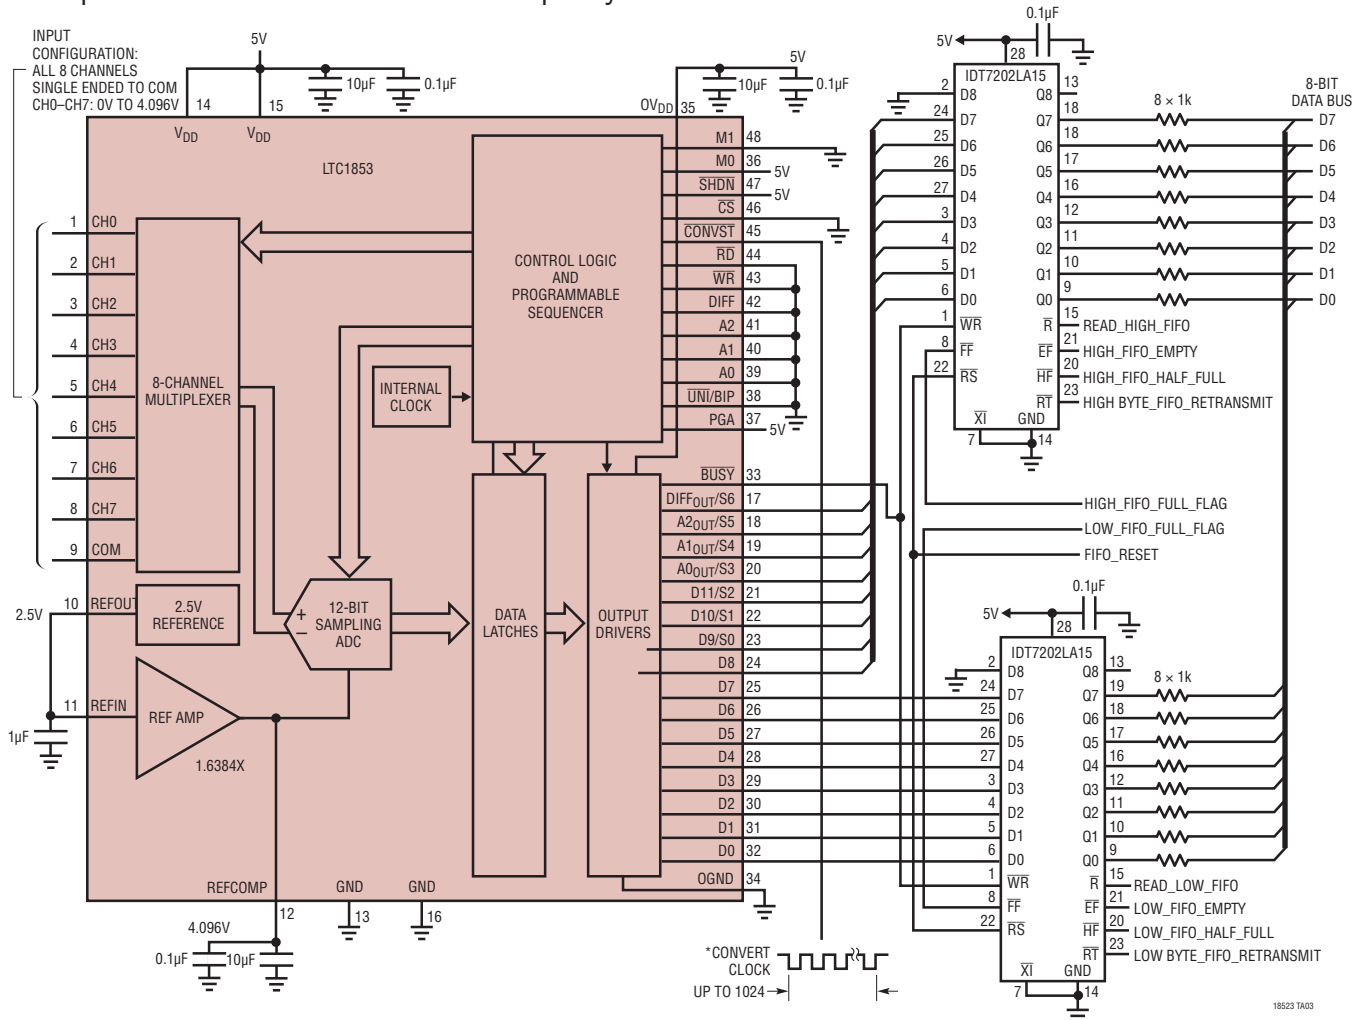 INPUT
CONFIGURATION:
ALL 8 CHANNELS
SINGLE ENDED TO COM
CH0–CH7: 0V TO 4.096V
5V
10µF
0.1µF
14
15
VDD
VDD
LTC1853
5V
10µF
0.1µF
OVDD 35
1 CH0
2 CH1
3 CH2
4 CH3
5 CH4
6 CH5
7 CH6
8 CH7
9 COM
8-CHANNEL
MULTIPLEXER
CONTROL LOGIC
AND
PROGRAMMABLE
SEQUENCER
INTERNAL
CLOCK
M1 48
M0 36 5V
SHDN 47 5V
CS 46
CONVST 45
RD 44
WR 43
DIFF 42
A2 41
A1 40
A0 39
UNI/BIP 38
PGA 37 5V
BUSY 33
DIFFOUT/S6 17
A2OUT/S5 18
A1OUT/S4 19
A0OUT/S3 20
D11/S2 21
D10/S1 22
D9/S0 23
D8 24
D7 25
D6 26
D5 27
D4 28
D3 29
D2 30
D1 31
D0 32
OGND 34
2.5V
10 REFOUT
2.5V
REFERENCE
11 REFIN
1µF
REF AMP
1.6384X
+
–
12-BIT
SAMPLING
ADC
DATA
LATCHES
OUTPUT
DRIVERS
REFCOMP
12
GND
13
GND
16
4.096V
0.1µF
10µF
*CONVERT
CLOCK
UP TO 1024
0.1µF
5V
28
IDT7202LA15
2 D8
24 D7
25 D6
26 D5
27 D4
3 D3
4 D2
5 D1
6 D0
1 WR
8 FF
22 RS
Q8 13
Q7 18
Q6 18
Q5 17
Q4 16
Q3 12
Q2 11
Q1 10
Q0 9
R 15 READ_HIGH_FIFO
EF 21 HIGH_FIFO_EMPTY
HF 20 HIGH_FIFO_HALF_FULL
RT 23 HIGH BYTE_FIFO_RETRANSMIT
XI GND
7 14
8 × 1k
8-BIT
DATA BUS
D7
D6
D5
D4
D3
D2
D1
D0
HIGH_FIFO_FULL_FLAG
LOW_FIFO_FULL_FLAG
FIFO_RESET
0.1µF
5V
28
IDT7202LA15
2 D8
24 D7
25 D6
26 D5
27 D4
3 D3
4 D2
5 D1
6 D0
1 WR
8 FF
22 RS
Q8 13
Q7 19
Q6 18
Q5 17
Q4 16
Q3 12
Q2 11
Q1 10
Q0 9
R 15 READ_LOW_FIFO
EF 21 LOW_FIFO_EMPTY
HF 20 LOW_FIFO_HALF_FULL
RT 23 LOW BYTE_FIFO_RETRANSMIT
XI GND
7 14
8 × 1k
18523 TA03